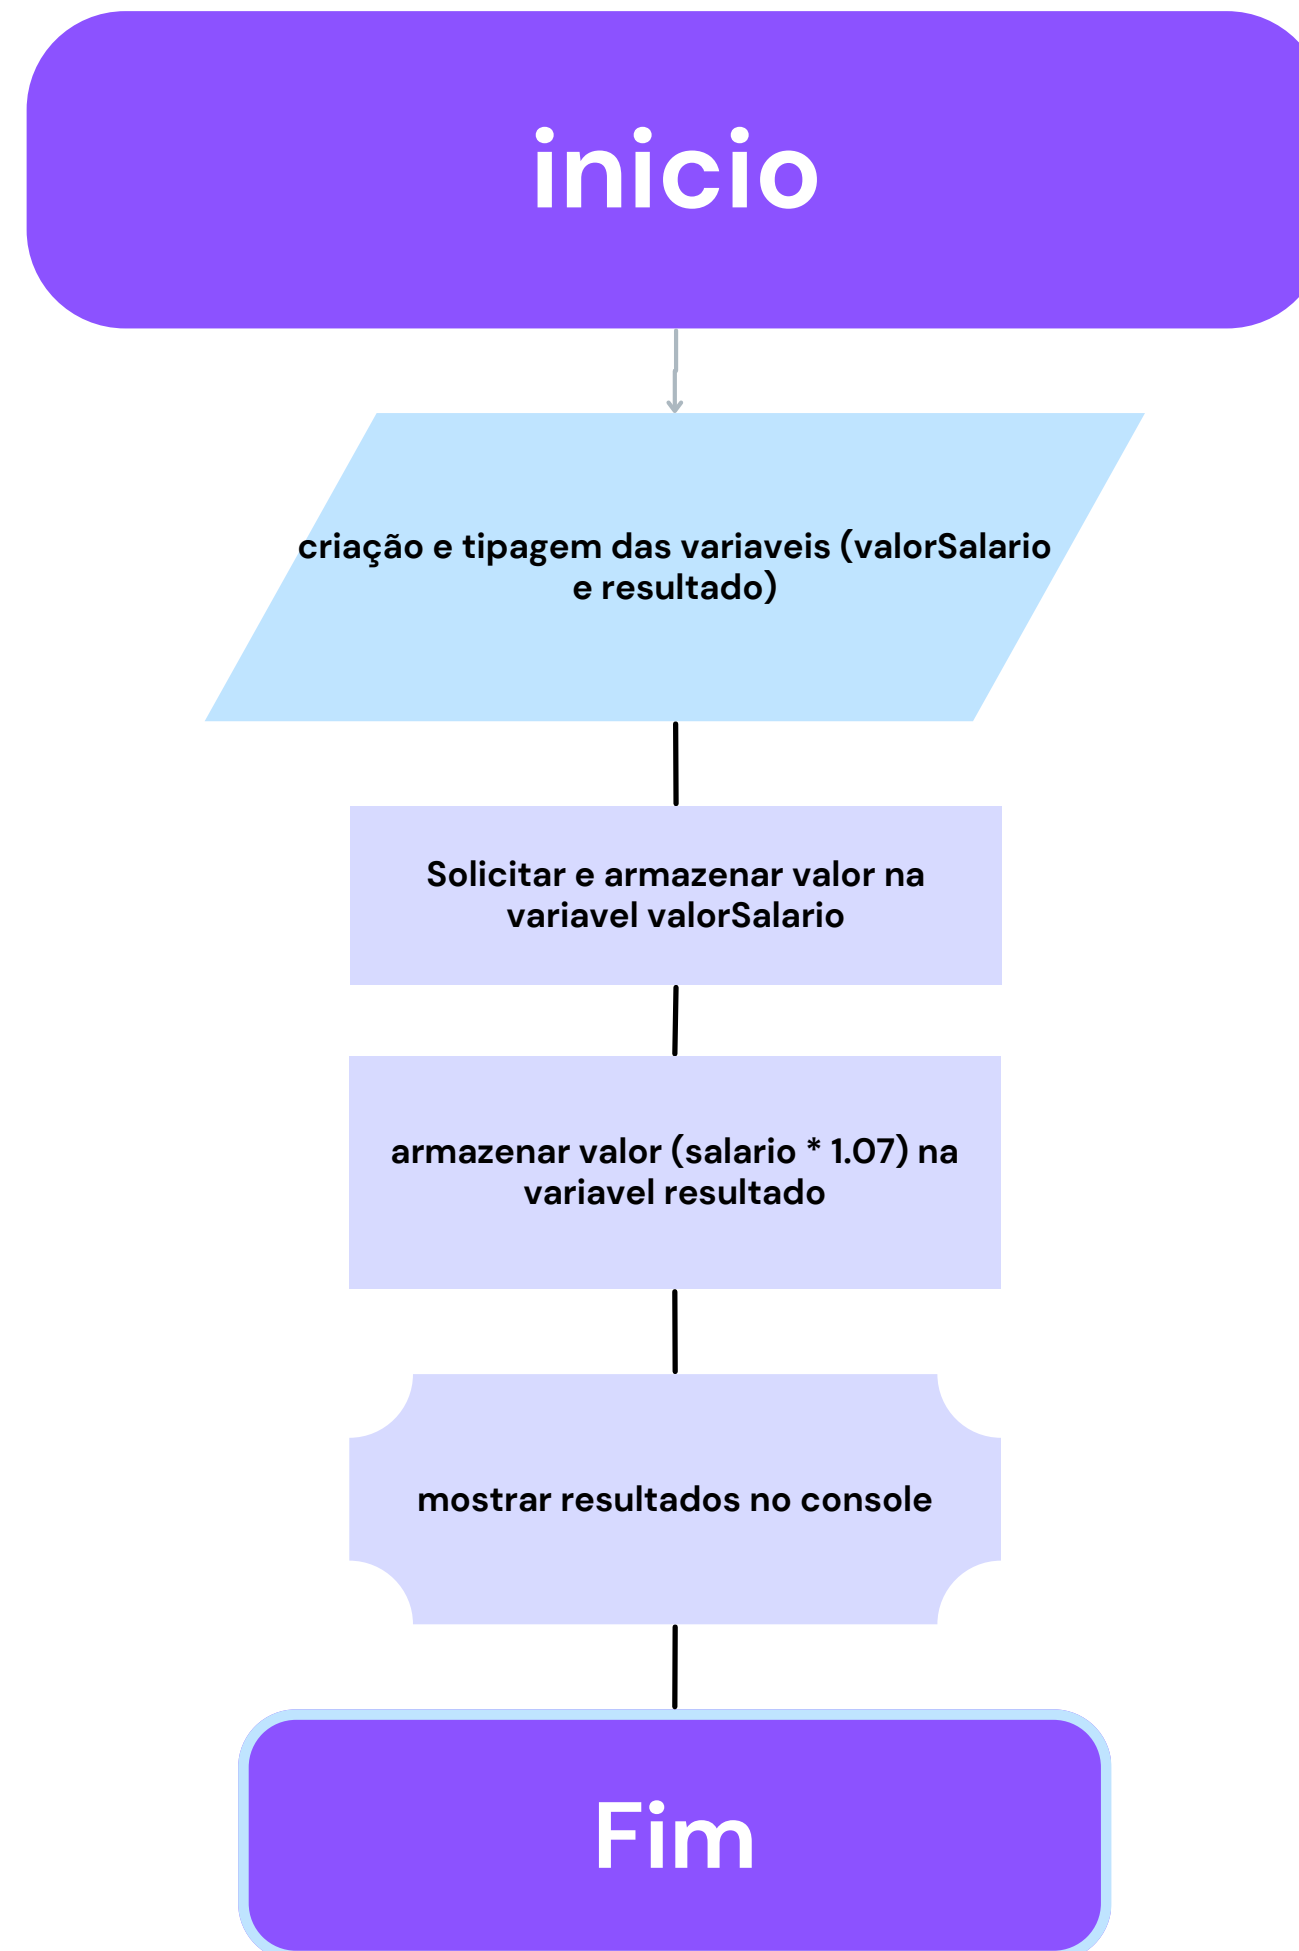 inicio
criação e tipagem das variaveis (valorSalario
e resultado)
Solicitar e armazenar valor na
variavel valorSalario
armazenar valor (salario * 1.07) na
variavel resultado
mostrar resultados no console
Fim